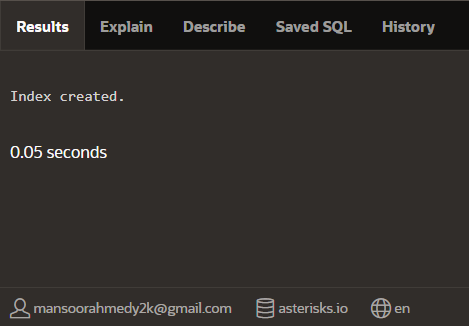 Results Explain Describe Saved SQL History
Index created.
0.05 seconds
mansoorahmedy2k@gmail.com asterisks.io en